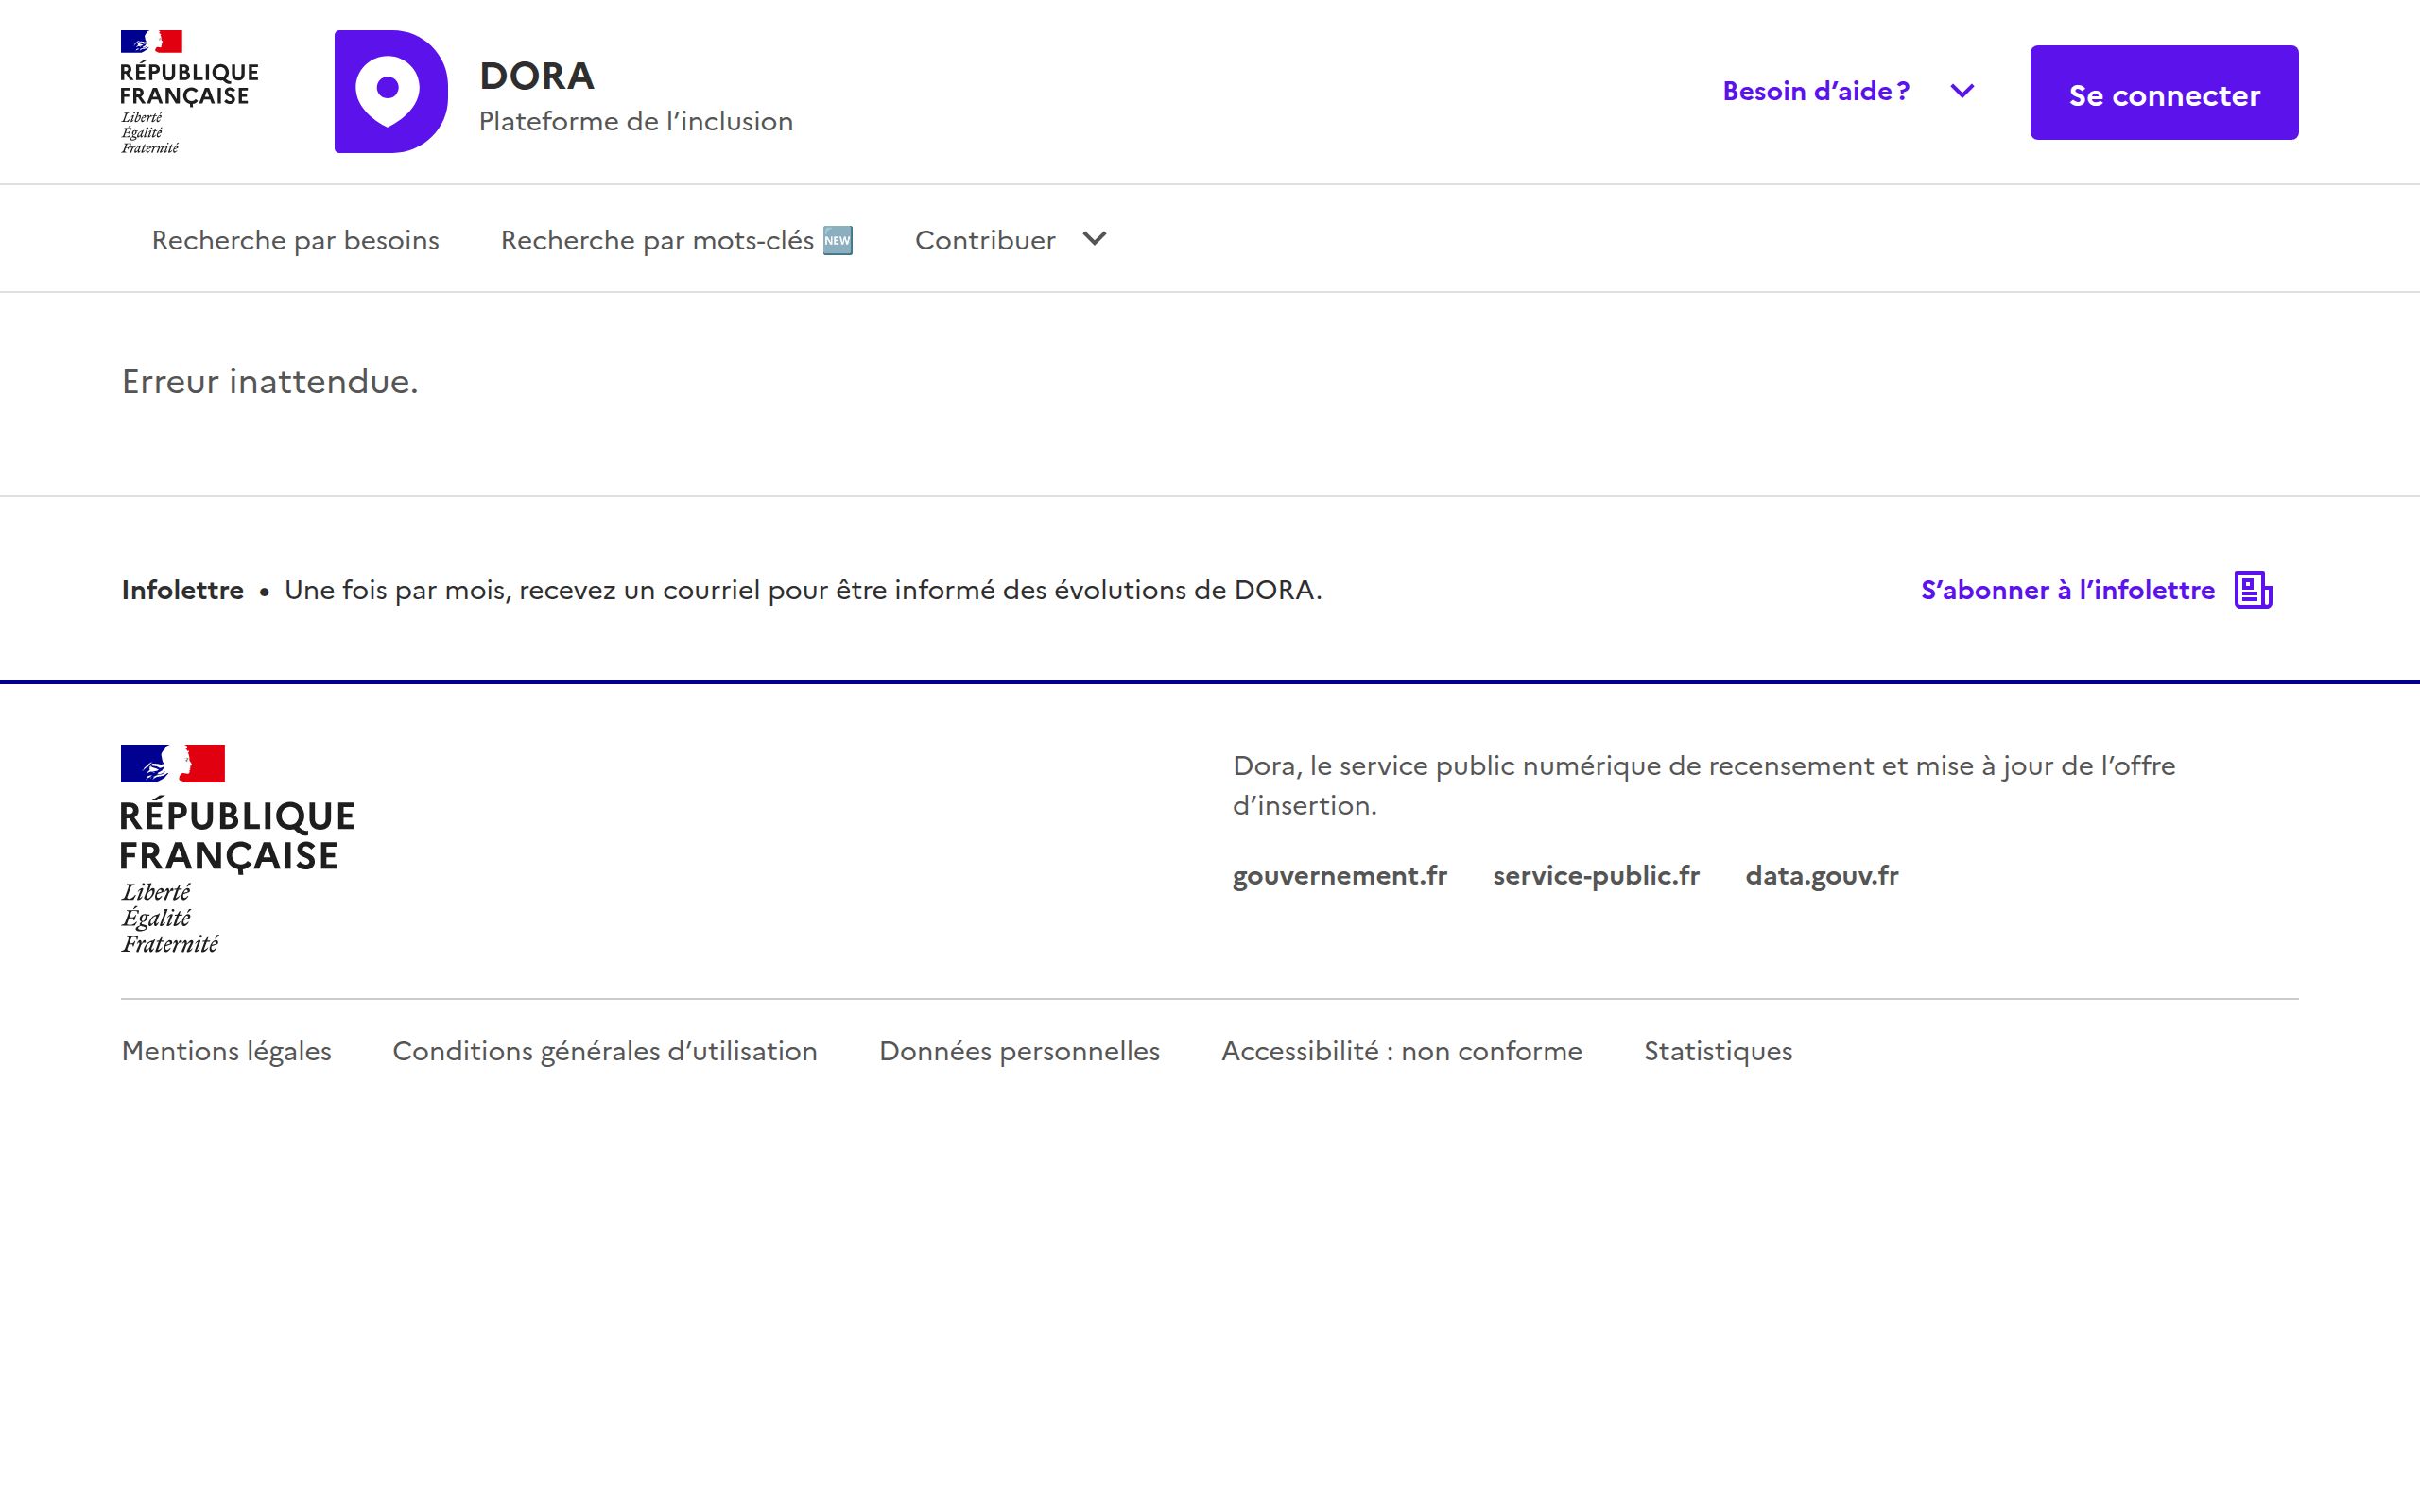 RÉPUBLIQUE
FRANÇAISE
Liberté
Égalité
Fraternité
DORA
Plateforme de l’inclusion
Besoin d’aide ?
Se connecter
Recherche par besoins
Recherche par mots-clés 🆕
Contribuer
Erreur inattendue.
Infolettre • Une fois par mois, recevez un courriel pour être informé des évolutions de DORA.
S’abonner à l’infolettre
RÉPUBLIQUE
FRANÇAISE
Liberté
Égalité
Fraternité
Dora, le service public numérique de recensement et mise à jour de l’offre
d’insertion.
gouvernement.fr
service-public.fr
data.gouv.fr
Mentions légales
Conditions générales d’utilisation
Données personnelles
Accessibilité : non conforme
Statistiques